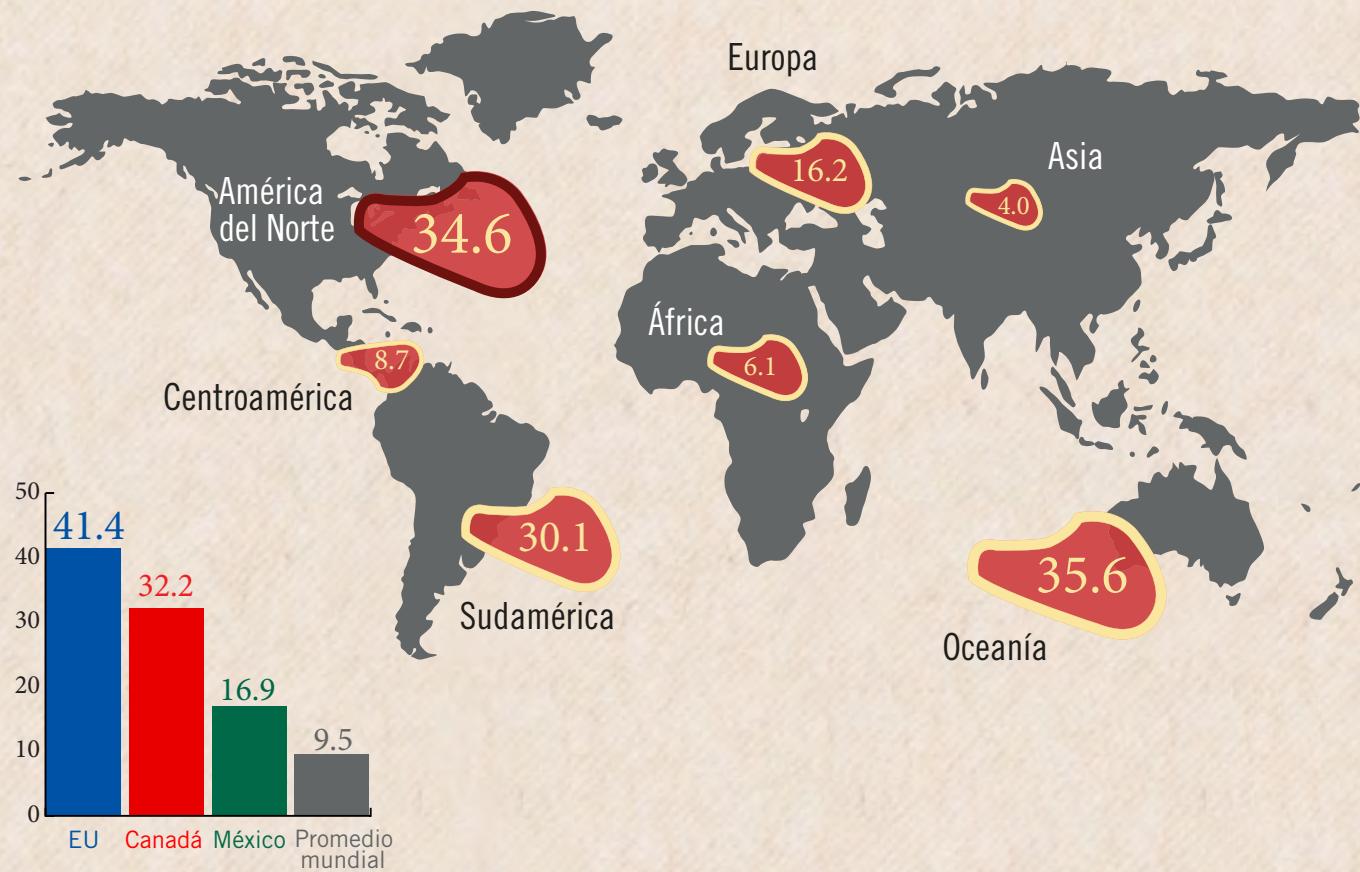 Europa
16.2
Asia
4.0
América
del Norte
34.6
África
6.1
8.7
Centroamérica
30.1
Sudamérica
35.6
Oceanía
50
40
30
20
10
0
41.4
32.2
16.9
9.5
EU
Canadá
México
Promedio
mundial